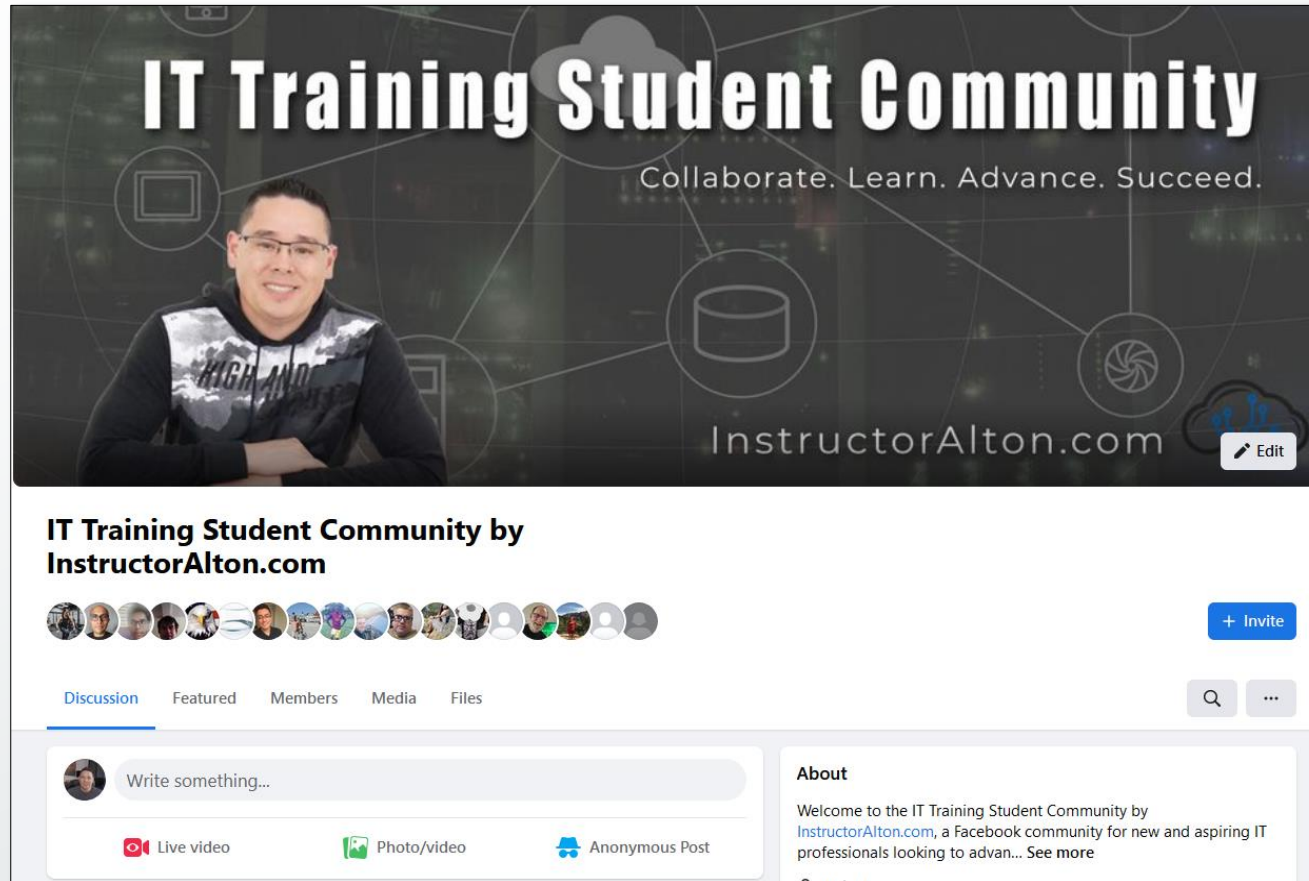 IT Training Student Community
Collaborate. Learn. Advance. Succeed.
InstructorAlton.com
Edit
IT Training Student Community by
InstructorAlton.com
+ Invite
Discussion
Featured
Members
Media
Files
Write something...
Live video
Photo/video
Anonymous Post
About
Welcome to the IT Training Student Community by
InstructorAlton.com, a Facebook community for new and aspiring IT
professionals looking to advan... See more